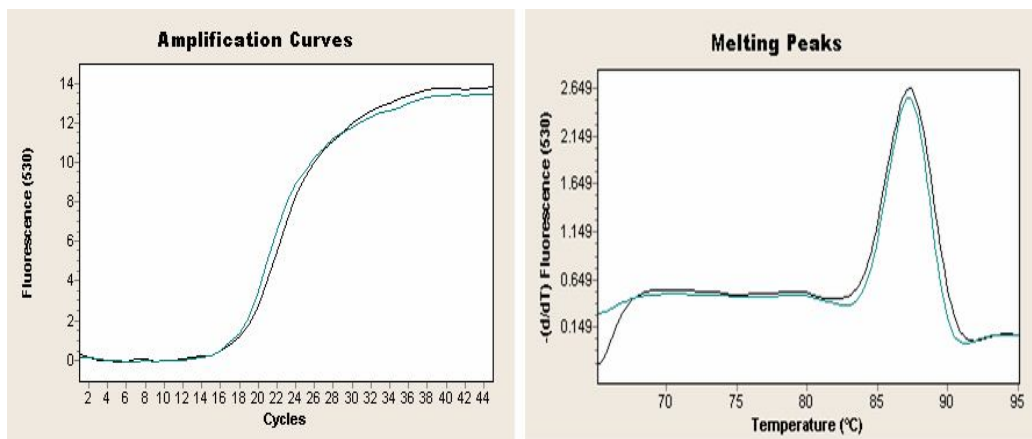 Amplification Curves
Fluorescence (530)
14
12
10
8
6
4
2
0
2 4 6 8 10 12 14 16 18 20 22 24 26 28 30 32 34 36 38 40 42 44
Cycles
Melting Peaks
-(d/dT) Fluorescence (530)
2.649
2.149
1.649
1.149
0.649
0.149
70 75 80 85 90 95
Temperature (°C)